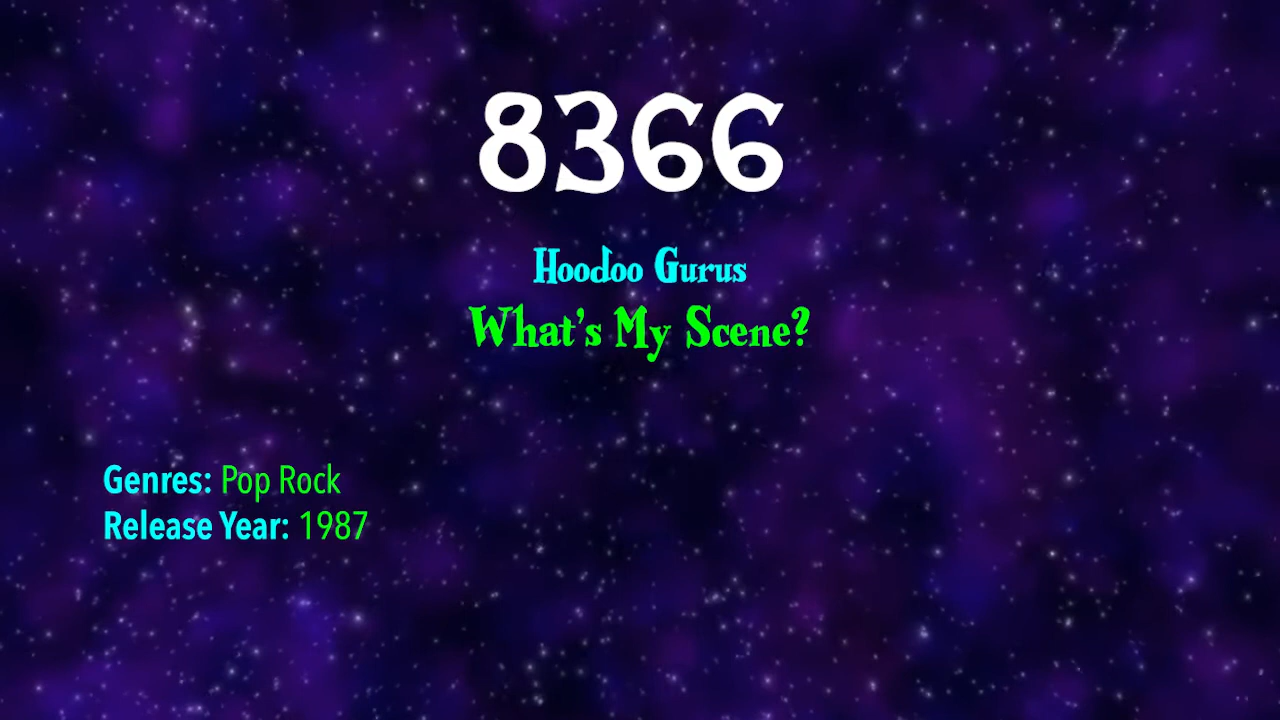 8366
Hoodoo Gurus
What's My Scene?
Genres: Pop Rock
Release Year: 1987